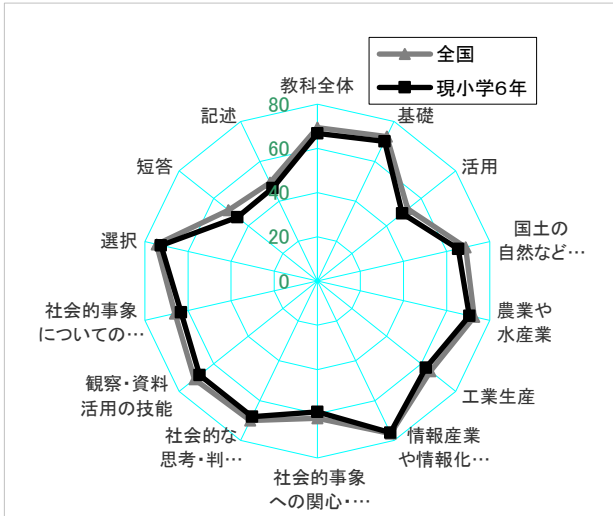 全国
現小学6年
教科全体
基礎
活用
国土の
自然など…
農業や
水産業
工業生産
情報産業
や情報化…
社会的事象
への関心・…
社会的な
思考・判…
観察・資料
活用の技能
社会的事象
についての…
選択
短答
記述
80
60
40
20
0